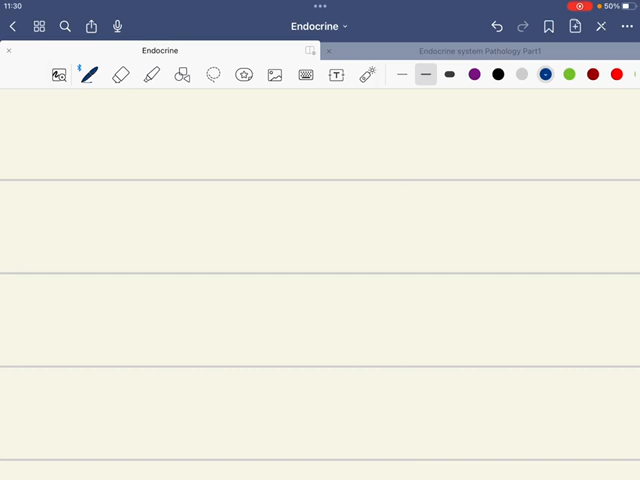 11:30
50%
Endocrine
Endocrine
Endocrine system Pathology Part1
T